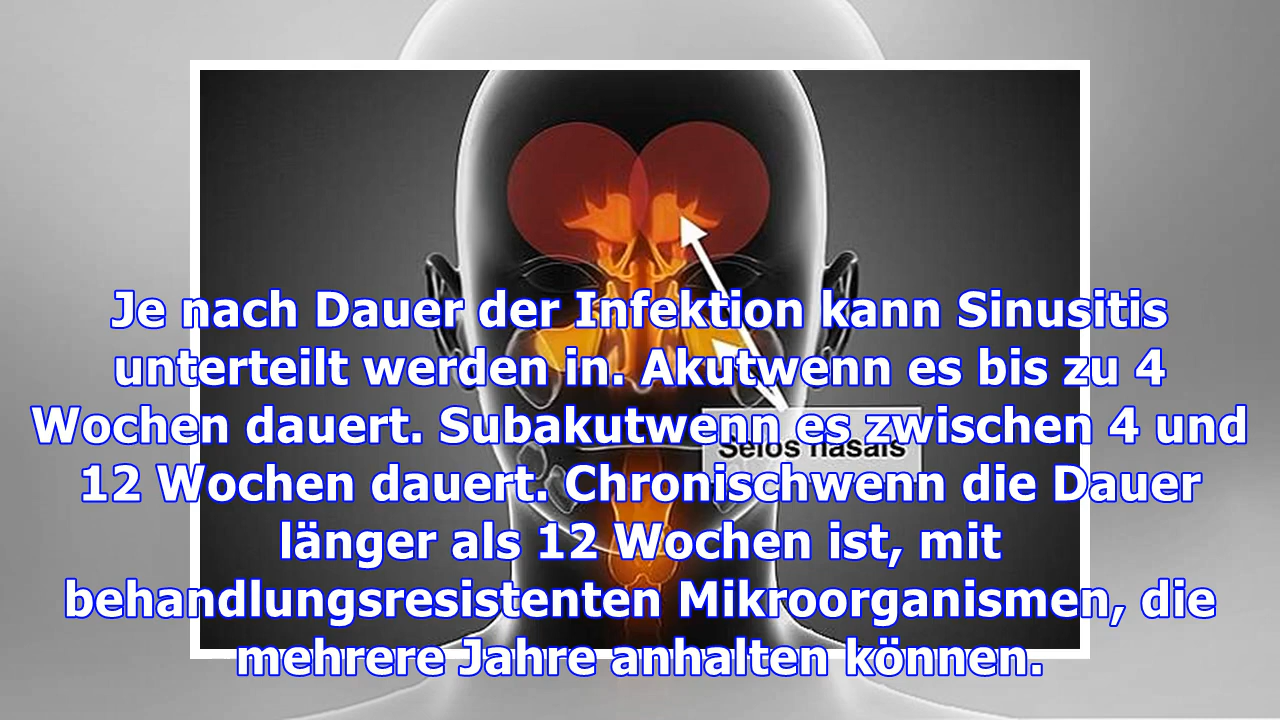 Je nach Dauer der Infektion kann Sinusitis
unterteilt werden in. Akutwenn es bis zu 4
Wochen dauert. Subakutwenn es zwischen 4 und
Seios nasais
12 Wochen dauert. Chronischwenn die Dauer
länger als 12 Wochen ist, mit
behandlungsresistenten Mikroorganismen, die
mehrere Jahre anhalten können.